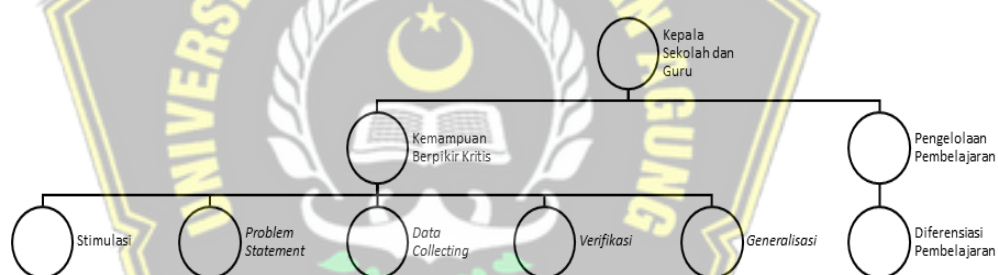 Kepala
Sekolah dan
Guru
Kemampuan
Berpikir Kritis
Pengelolaan
Pembelajaran
Stimulasi
Problem
Statement
Data
Collecting
Verifikasi
Generalisasi
Diferensiasi
Pembelajaran